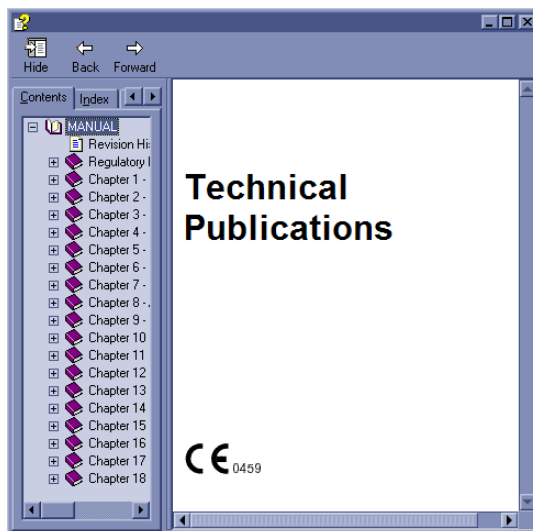 Hide Back Forward
Contents Index
MANUAL
Revision His
Regulatory I
Chapter 1 -
Chapter 2 -
Chapter 3 -
Chapter 4 -
Chapter 5 -
Chapter 6 -
Chapter 7 -
Chapter 8 - .
Chapter 9 -
Chapter 10
Chapter 11
Chapter 12
Chapter 13
Chapter 14
Chapter 15
Chapter 16
Chapter 17
Chapter 18
Technical
Publications
CE 0459